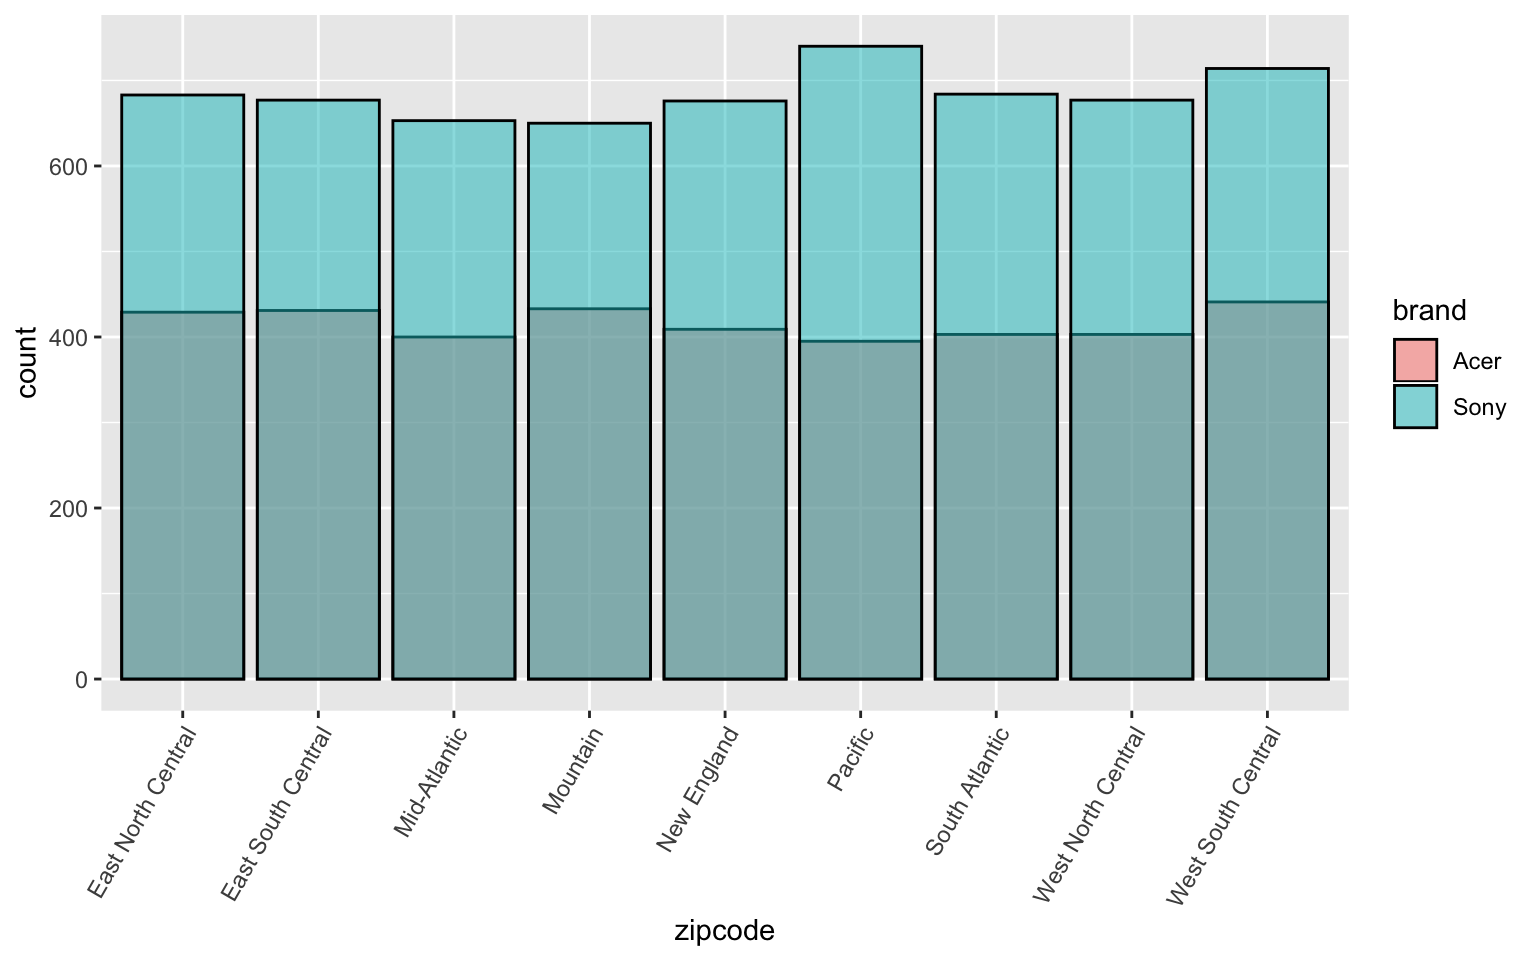 600
400
200
0
count
East North Central
East South Central
Mid-Atlantic
Mountain
New England
Pacific
South Atlantic
West North Central
West South Central
zipcode
brand
Acer
Sony